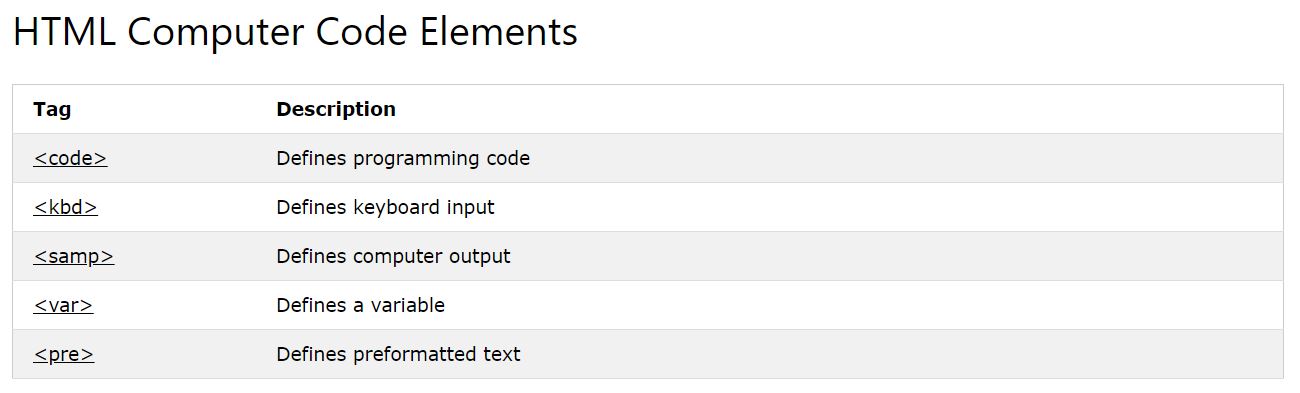 HTML Computer Code Elements
Tag Description
<code> Defines programming code
<kbd> Defines keyboard input
<samp> Defines computer output
<var> Defines a variable
<pre> Defines preformatted text